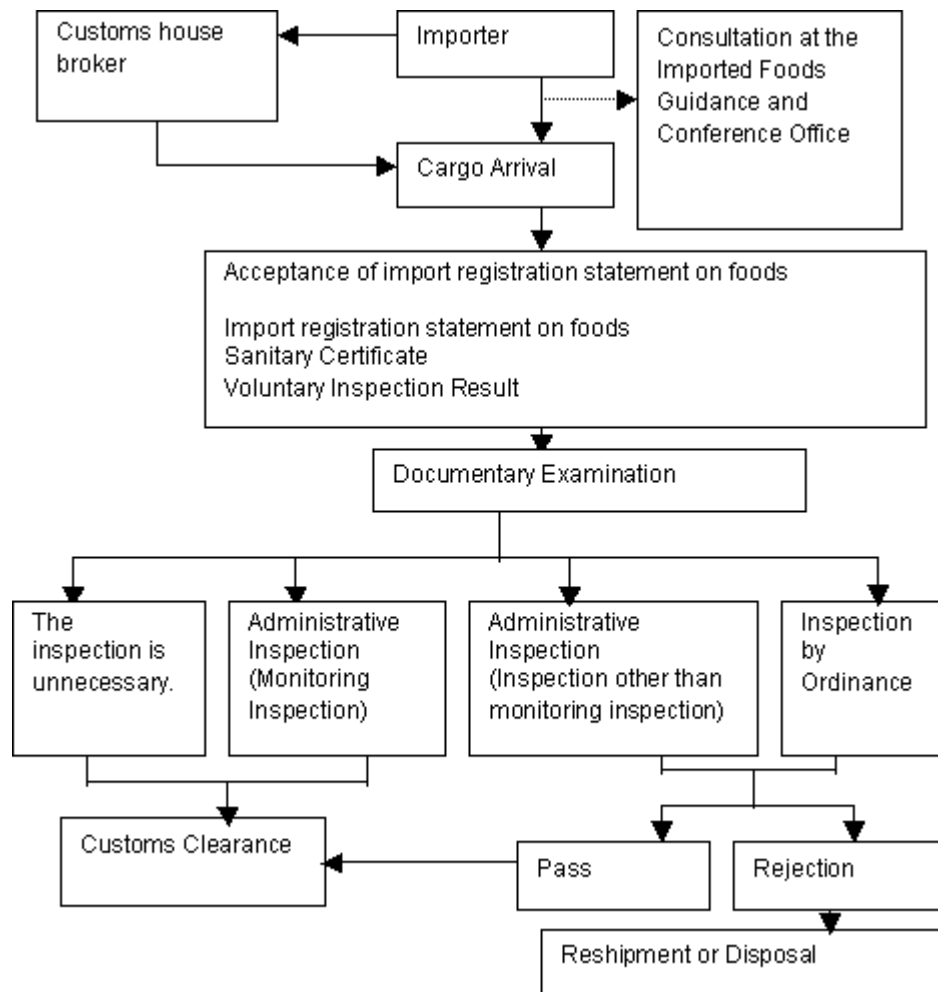 Customs house
broker
Importer
Consultation at the
Imported Foods
Guidance and
Conference Office
Cargo Arrival
Acceptance of import registration statement on foods
Import registration statement on foods
Sanitary Certificate
Voluntary Inspection Result
Documentary Examination
The
inspection is
unnecessary.
Administrative
Inspection
(Monitoring
Inspection)
Administrative
Inspection
(Inspection other than
monitoring inspection)
Inspection
by
Ordinance
Customs Clearance
Pass
Rejection
Reshipment or Disposal